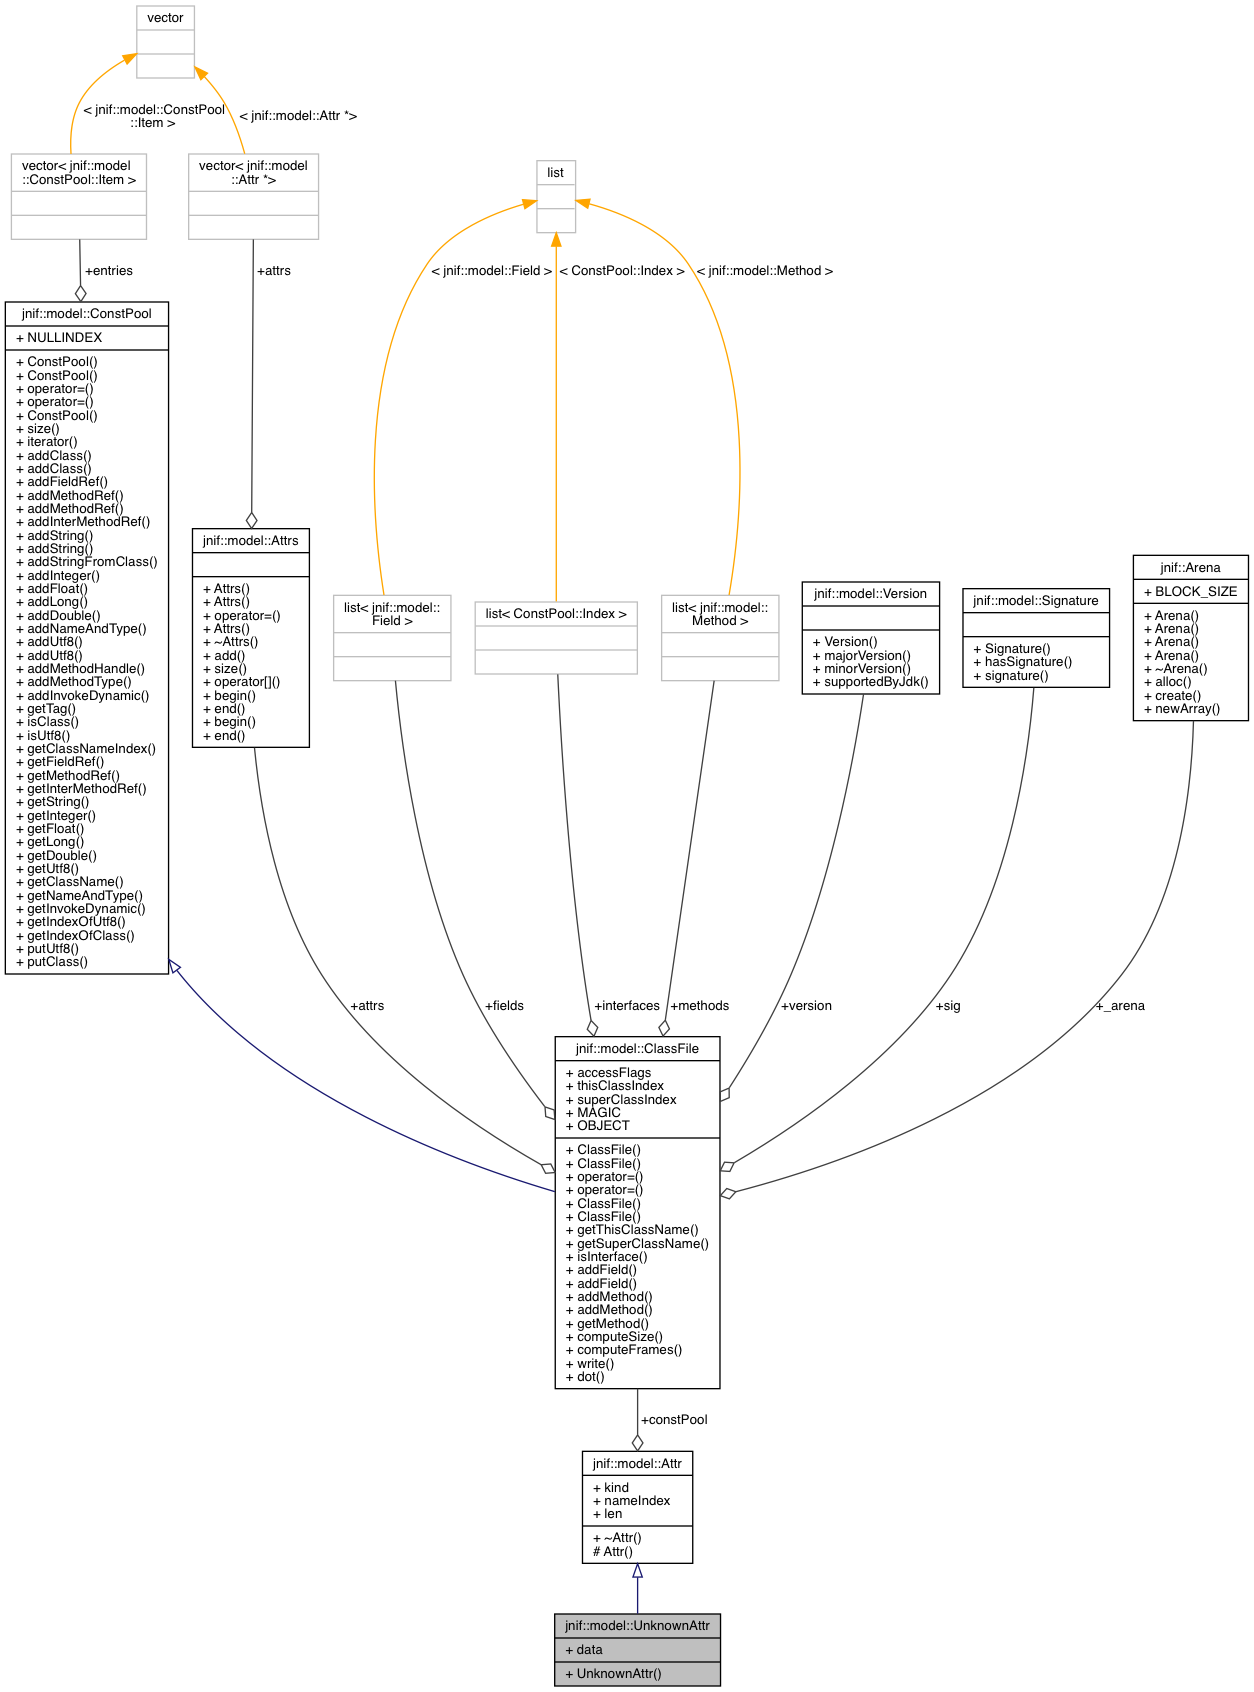 vector
< jnif::model::ConstPool
::Item >
< jnif::model::Attr *>
vector< jnif::model
::ConstPool::Item >
vector< jnif::model
::Attr *>
list
+entries
+attrs
< jnif::model::Field >
< ConstPool::Index >
< jnif::model::Method >
jnif::model::ConstPool
+ NULLINDEX
+ ConstPool()
+ ConstPool()
+ operator=()
+ operator=()
+ ConstPool()
+ size()
+ iterator()
+ addClass()
+ addClass()
+ addFieldRef()
+ addMethodRef()
+ addMethodRef()
+ addInterMethodRef()
+ addString()
+ addString()
+ addStringFromClass()
+ addInteger()
+ addFloat()
+ addLong()
+ addDouble()
+ addNameAndType()
+ addUtf8()
+ addUtf8()
+ addMethodHandle()
+ addMethodType()
+ addInvokeDynamic()
+ getTag()
+ isClass()
+ isUtf8()
+ getClassNameIndex()
+ getFieldRef()
+ getMethodRef()
+ getInterMethodRef()
+ getString()
+ getInteger()
+ getFloat()
+ getLong()
+ getDouble()
+ getUtf8()
+ getClassName()
+ getNameAndType()
+ getInvokeDynamic()
+ getIndexOfUtf8()
+ getIndexOfClass()
+ putUtf8()
+ putClass()
jnif::model::Attrs
+ Attrs()
+ Attrs()
+ operator=()
+ Attrs()
+ ~Attrs()
+ add()
+ size()
+ operator[]()
+ begin()
+ end()
+ begin()
+ end()
list< jnif::model::
Field >
list< ConstPool::Index >
list< jnif::model::
Method >
jnif::model::Version
+ Version()
+ majorVersion()
+ minorVersion()
+ supportedByJdk()
jnif::model::Signature
+ Signature()
+ hasSignature()
+ signature()
jnif::Arena
+ BLOCK_SIZE
+ Arena()
+ Arena()
+ Arena()
+ Arena()
+ ~Arena()
+ alloc()
+ create()
+ newArray()
+attrs
+fields
+interfaces
+methods
+version
+sig
+_arena
jnif::model::ClassFile
+ accessFlags
+ thisClassIndex
+ superClassIndex
+ MAGIC
+ OBJECT
+ ClassFile()
+ ClassFile()
+ operator=()
+ operator=()
+ ClassFile()
+ ClassFile()
+ getThisClassName()
+ getSuperClassName()
+ isInterface()
+ addField()
+ addField()
+ addMethod()
+ addMethod()
+ getMethod()
+ computeSize()
+ computeFrames()
+ write()
+ dot()
+constPool
jnif::model::Attr
+ kind
+ nameIndex
+ len
+ ~Attr()
# Attr()
jnif::model::UnknownAttr
+ data
+ UnknownAttr()